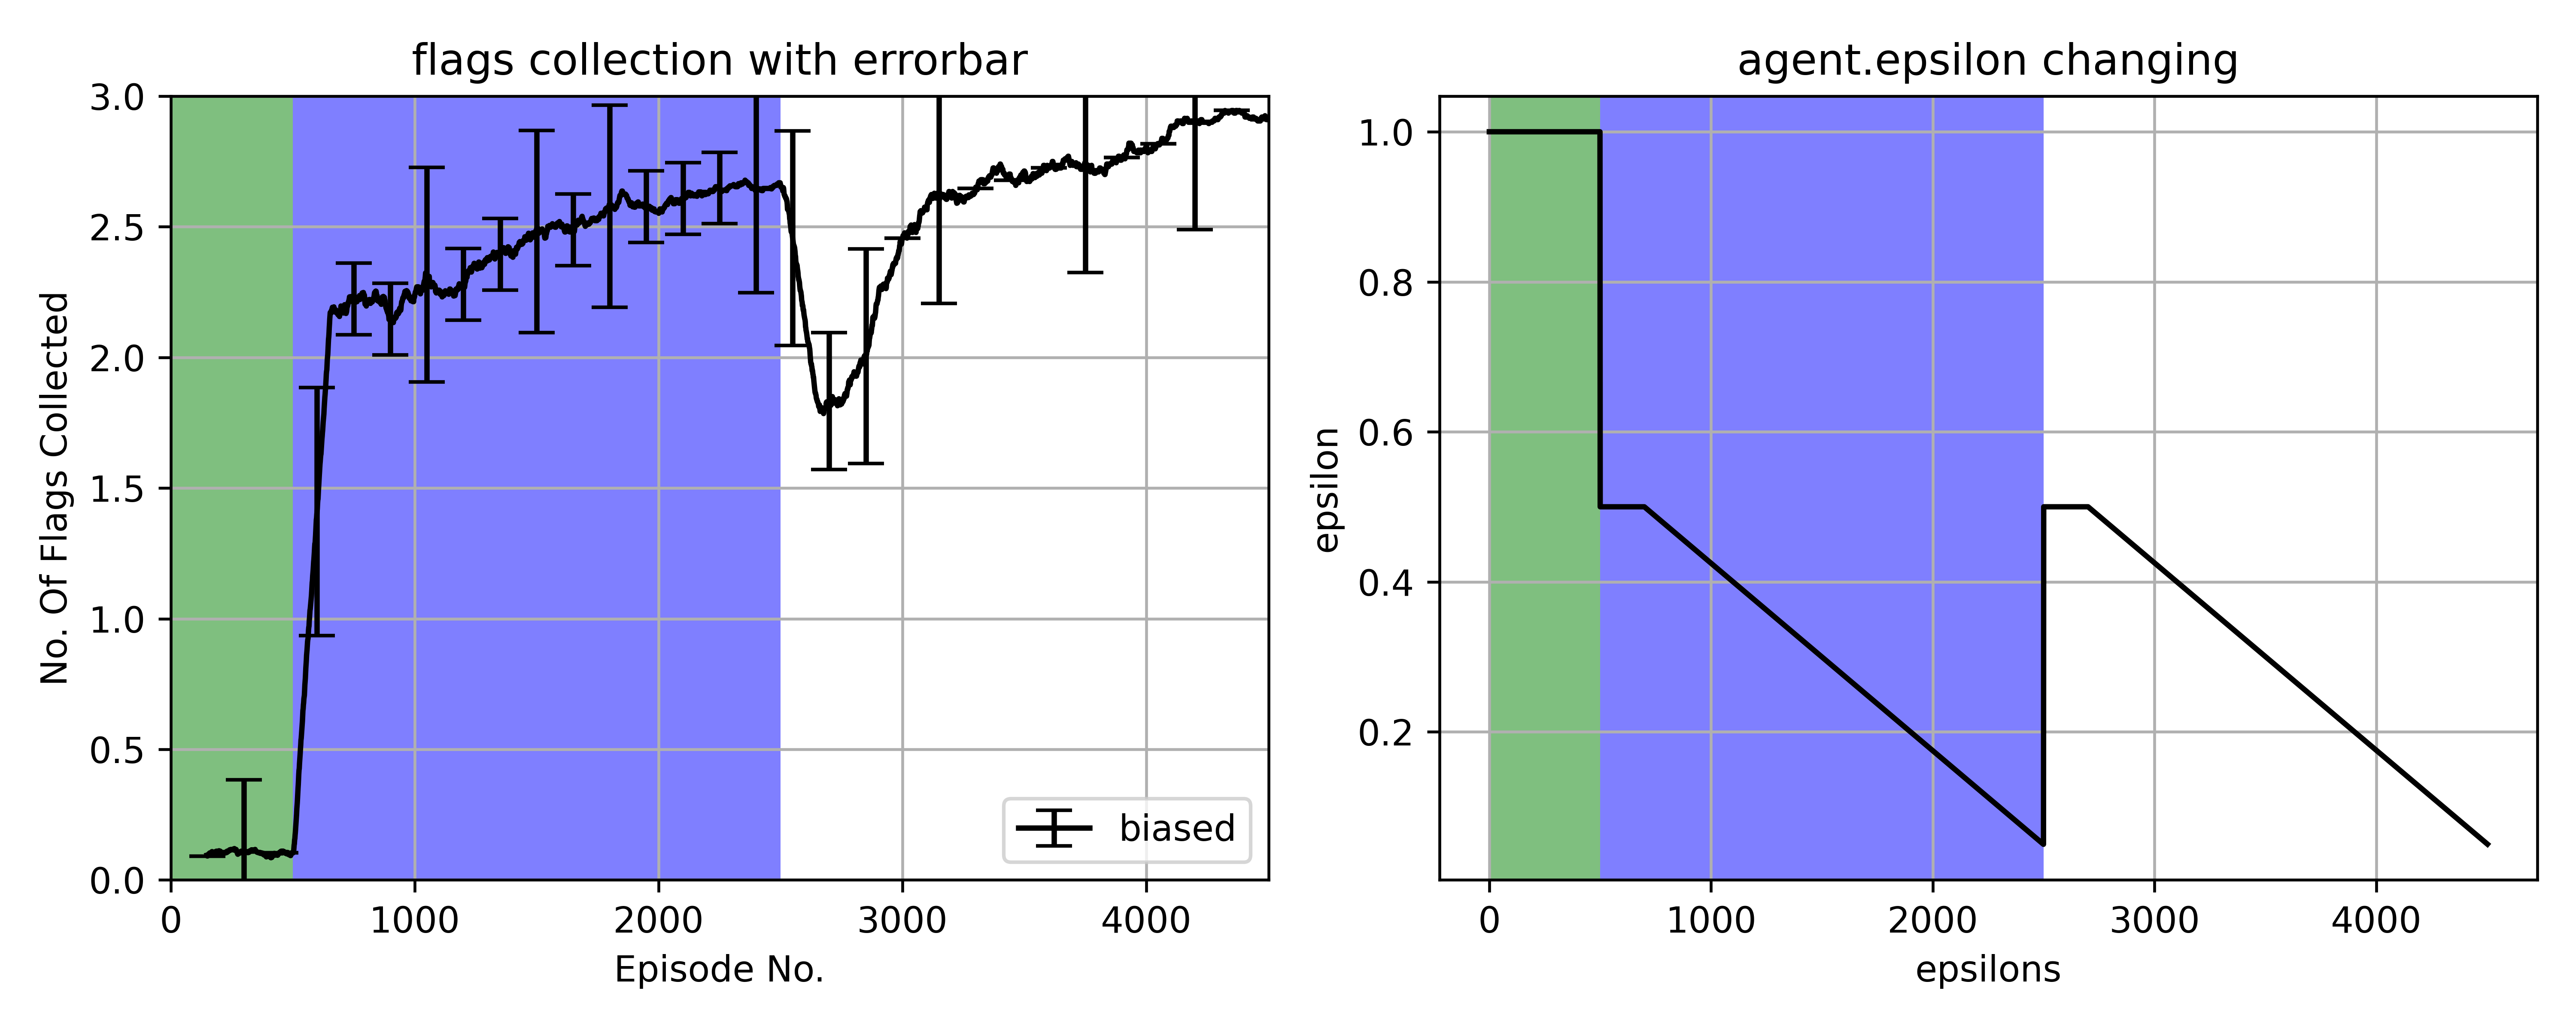 flags collection with errorbar
No. Of Flags Collected
3.0
2.5
2.0
1.5
1.0
0.5
0.0
0 1000 2000 3000 4000
Episode No.
biased
agent.epsilon changing
epsilon
1.0
0.8
0.6
0.4
0.2
0 1000 2000 3000 4000
epsilons